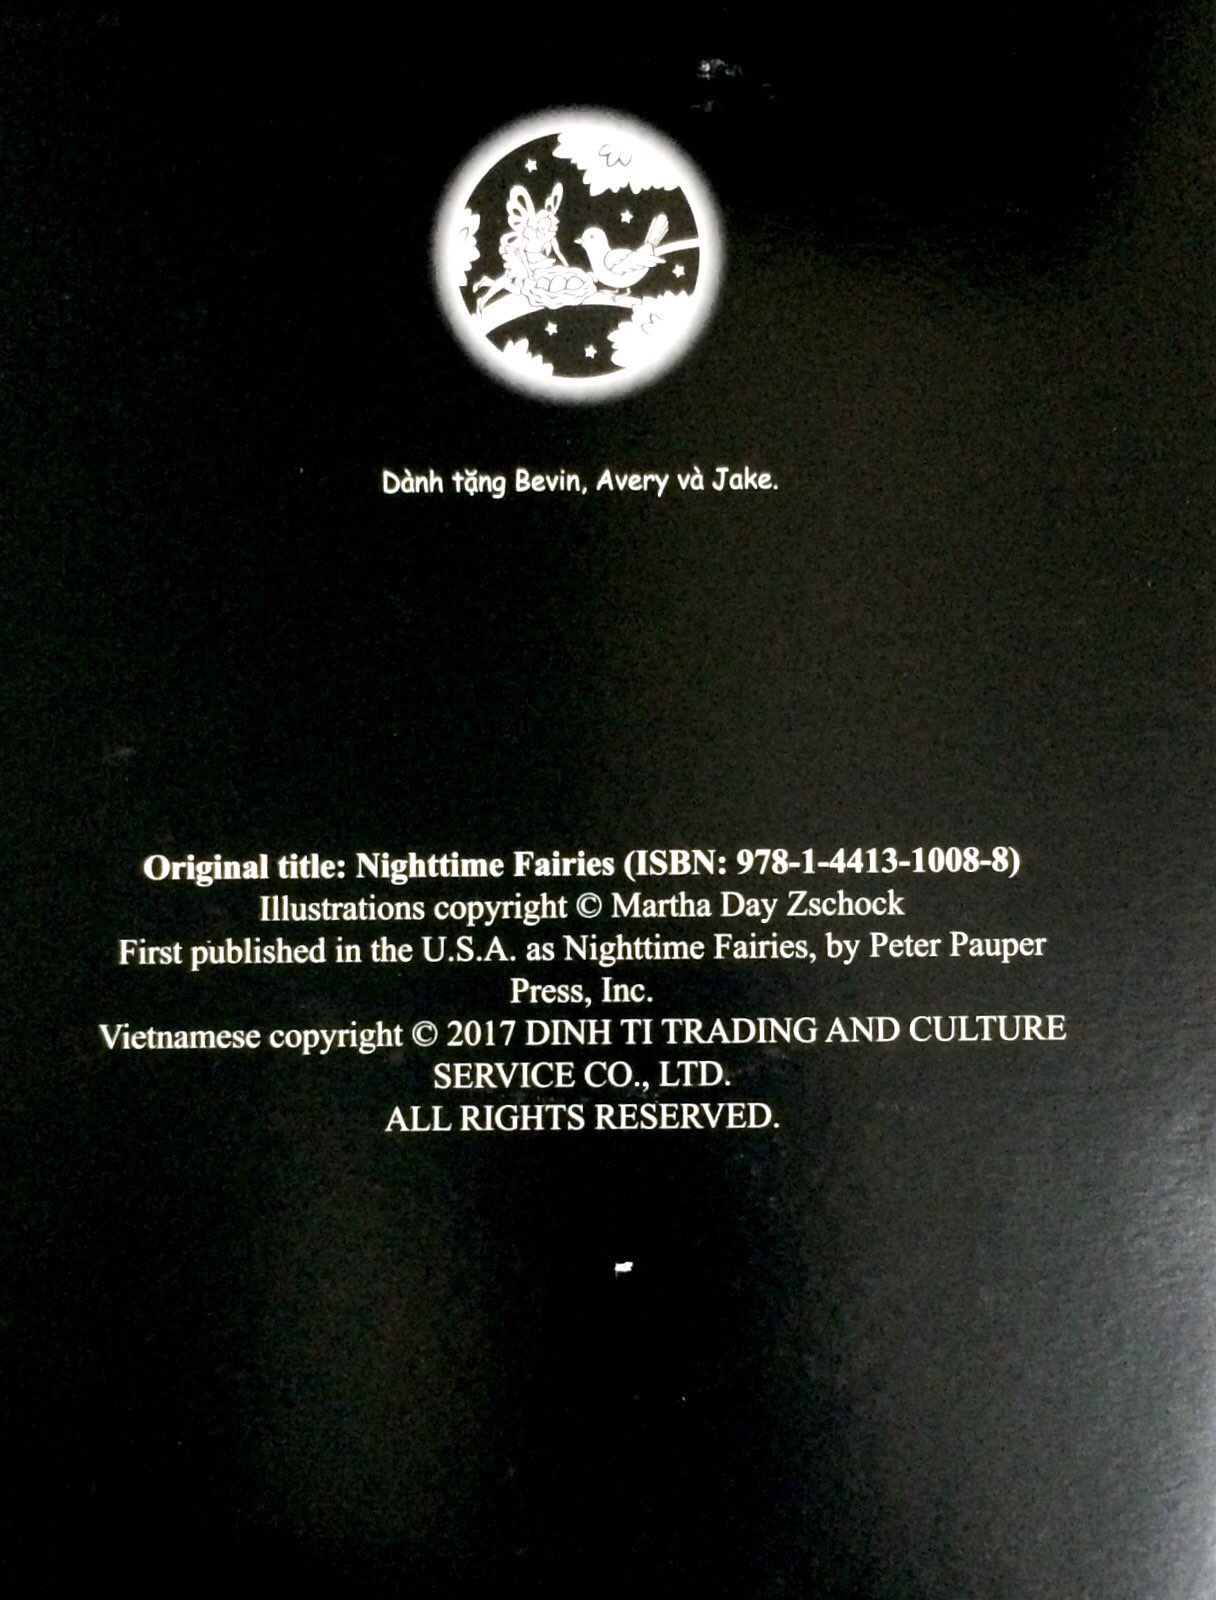 Dành tặng Bevin, Avery và Jake.
Original title: Nighttime Fairies (ISBN: 978-1-4413-1008-8)
Illustrations copyright © Martha Day Zschock
First published in the U.S.A. as Nighttime Fairies, by Peter Pauper
Press, Inc.
Vietnamese copyright © 2017 DINH TI TRADING AND CULTURE
SERVICE CO., LTD.
ALL RIGHTS RESERVED.